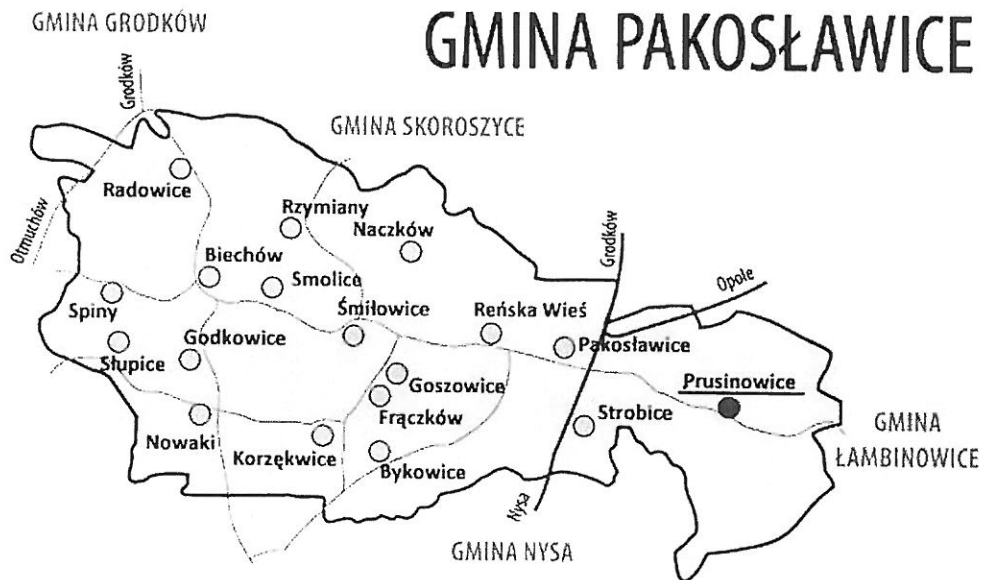 GMINA GRODKÓW
GMINA PAKOSŁAWICE
Grodków
GMINA SKOROSZYCE
Radowice
Otmuchów
Rzymiany
Naczków
Grodków
Biechów
Smolice
Opole
Spiny
Śmiłowice
Reńska Wieś
Godkowice
Pakosławice
Słupice
Goszowice
Prusinowice
Frączków
Strobice
Nowaki
Korzękwice
Bykowice
GMINA
ŁAMBINOWICE
Nysa
GMINA NYSA